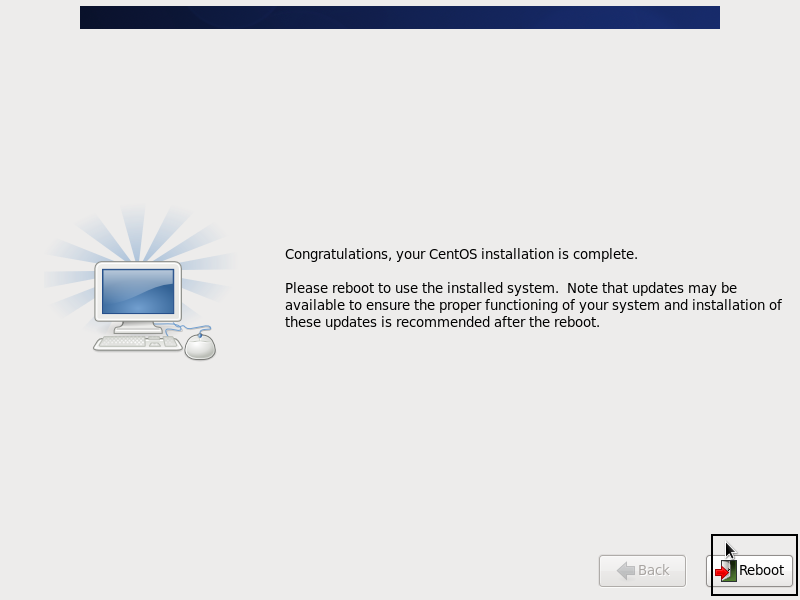 Congratulations, your CentOS installation is complete.
Please reboot to use the installed system.  Note that updates may be
available to ensure the proper functioning of your system and installation of
these updates is recommended after the reboot.
Back
Reboot